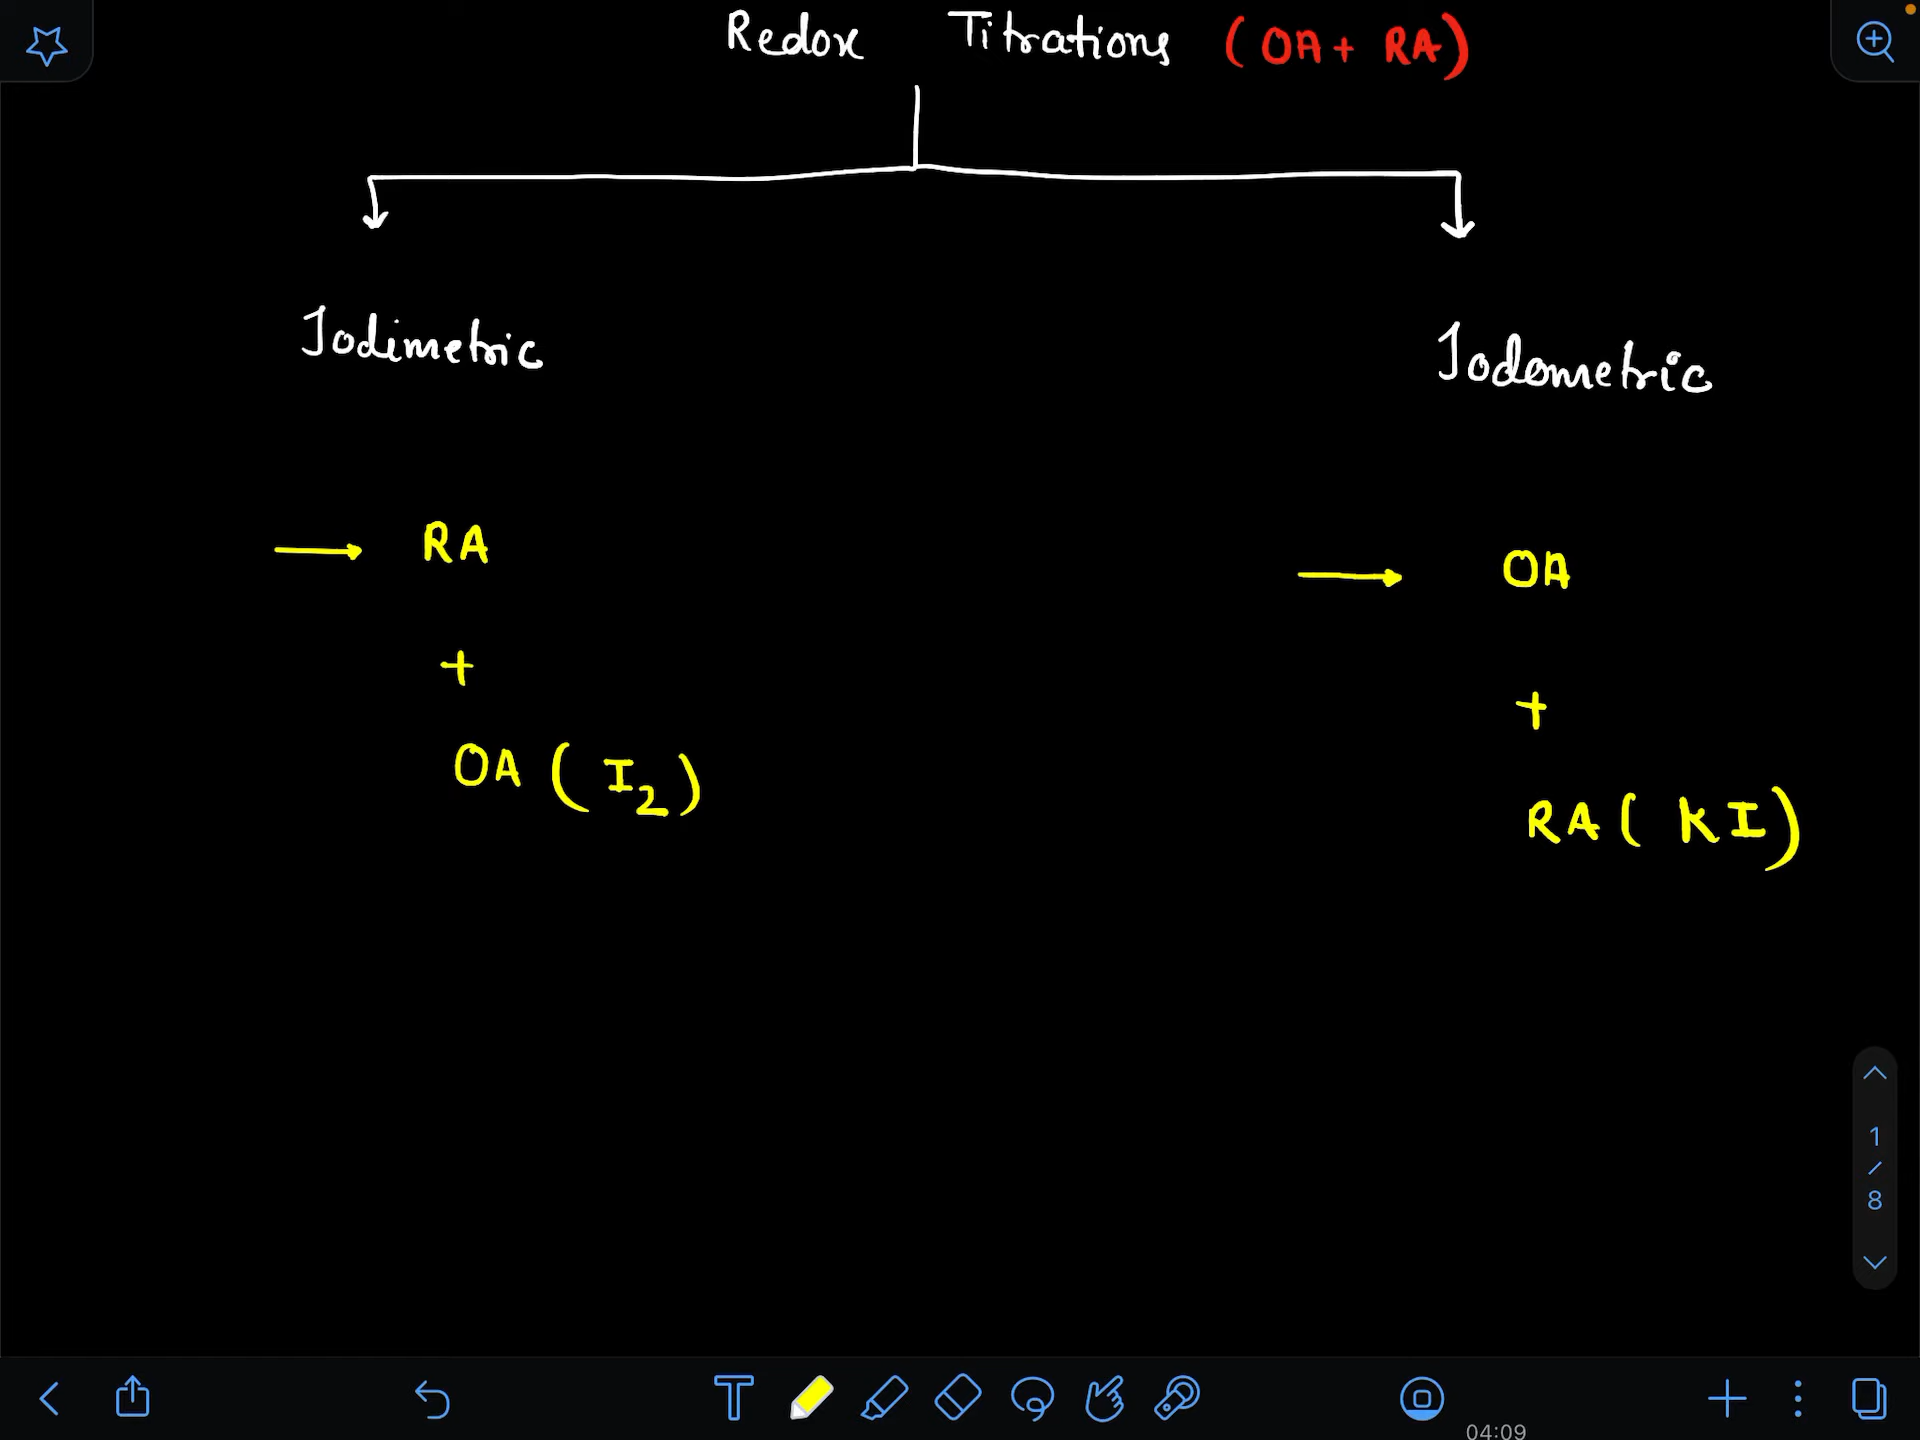 Redox Titrations (OA + RA)
Iodimetric
Iodometric
RA
+
OA (I₂)
OA
+
RA (KI)
1
/
8
04:09